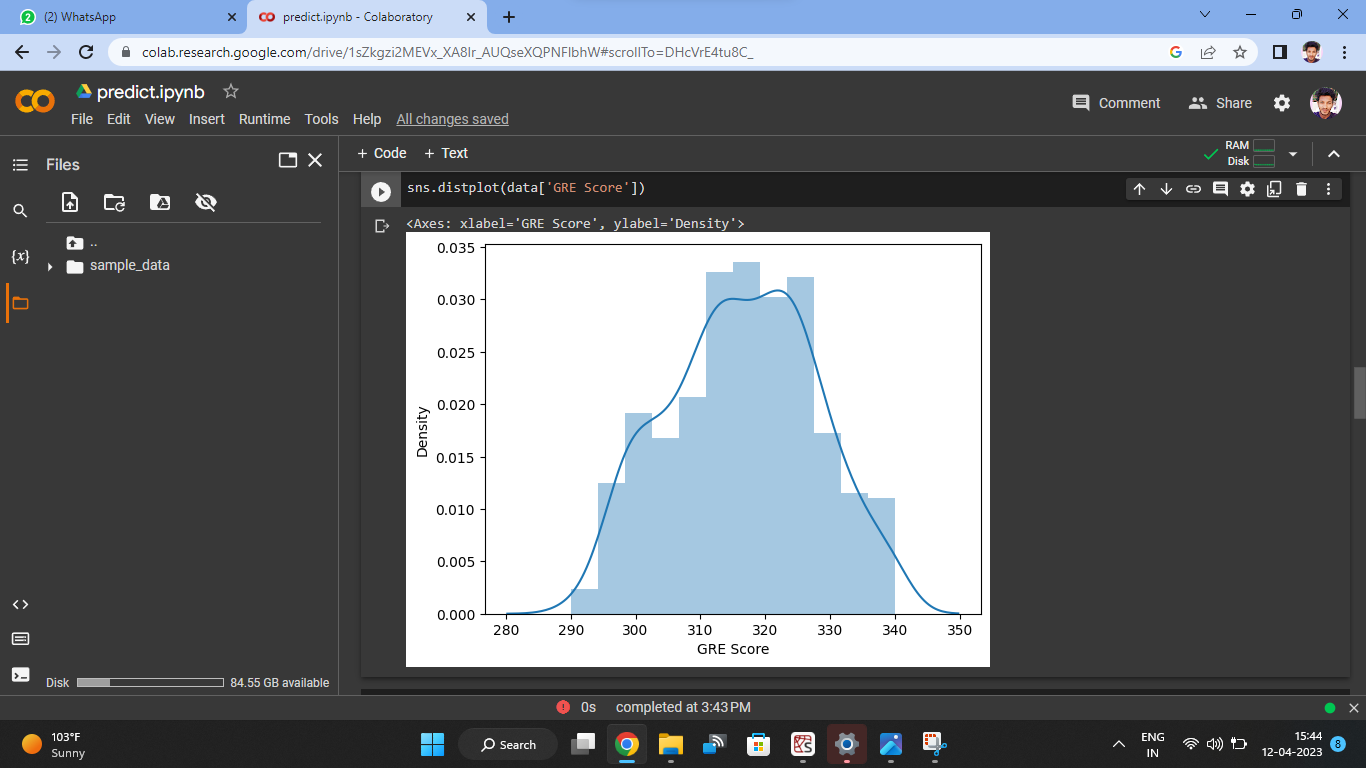 (2) WhatsApp
predict.ipynb - Colaboratory
colab.research.google.com/drive/1sZkgzi2MEVx_XA8Ir_AUQseXQPNFlbhW#scrollTo=DHcVrE4tu8C_
predict.ipynb
File Edit View Insert Runtime Tools Help All changes saved
Comment
Share
Files
+ Code + Text
RAM
Disk
..
sample_data
{x}
sns.distplot(data['GRE Score'])
<Axes: xlabel='GRE Score', ylabel='Density'>
0.035
0.030
0.025
0.020
0.015
0.010
0.005
0.000
Density
280 290 300 310 320 330 340 350
GRE Score
Disk
84.55 GB available
0s completed at 3:43 PM
103°F
Sunny
Search
ENG
IN
15:44
12-04-2023
8